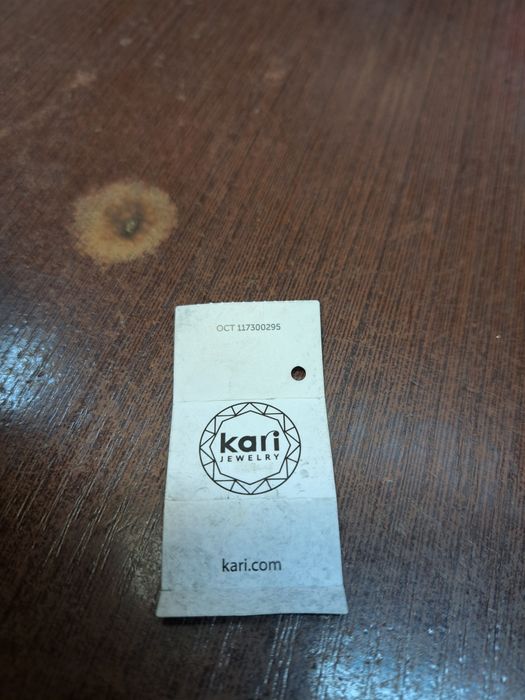 ОСТ 117300295
kari
JEWELRY
kari.com